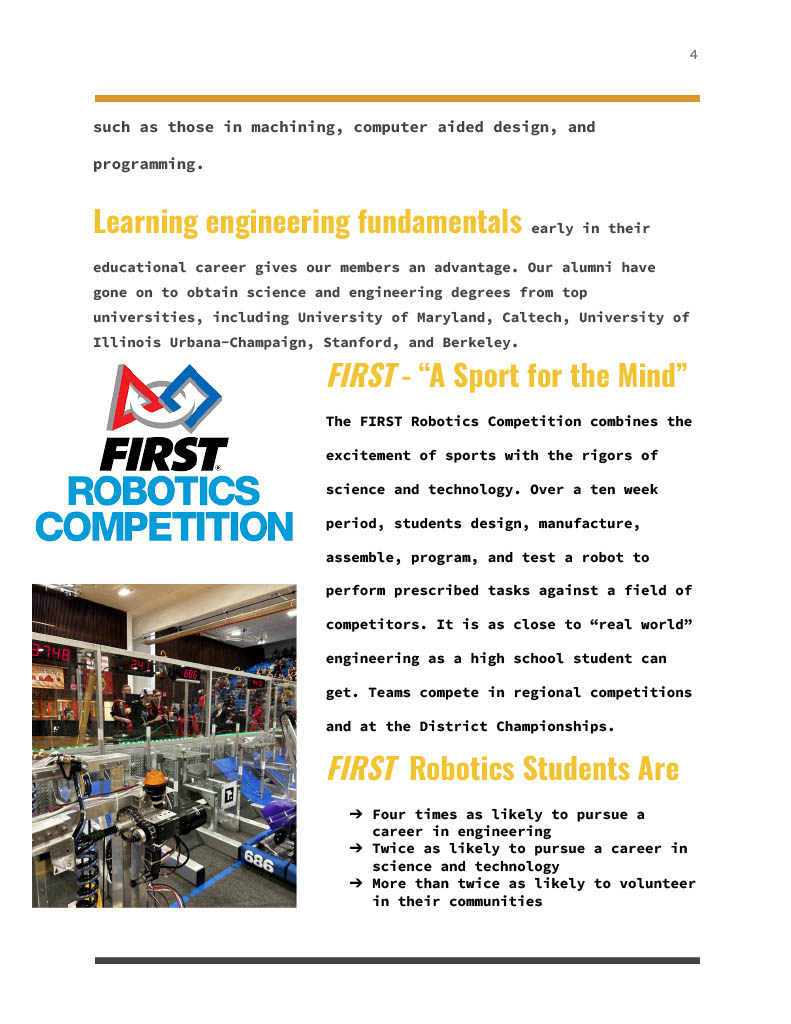 4
such as those in machining, computer aided design, and
programming.
Learning engineering fundamentals early in their
educational career gives our members an advantage. Our alumni have
gone on to obtain science and engineering degrees from top
universities, including University of Maryland, Caltech, University of
Illinois Urbana-Champaign, Stanford, and Berkeley.
FIRST®
ROBOTICS
COMPETITION
3748
241
686
686
FIRST - “A Sport for the Mind”
The FIRST Robotics Competition combines the
excitement of sports with the rigors of
science and technology. Over a ten week
period, students design, manufacture,
assemble, program, and test a robot to
perform prescribed tasks against a field of
competitors. It is as close to “real world”
engineering as a high school student can
get. Teams compete in regional competitions
and at the District Championships.
FIRST Robotics Students Are
➔ Four times as likely to pursue a
career in engineering
➔ Twice as likely to pursue a career in
science and technology
➔ More than twice as likely to volunteer
in their communities